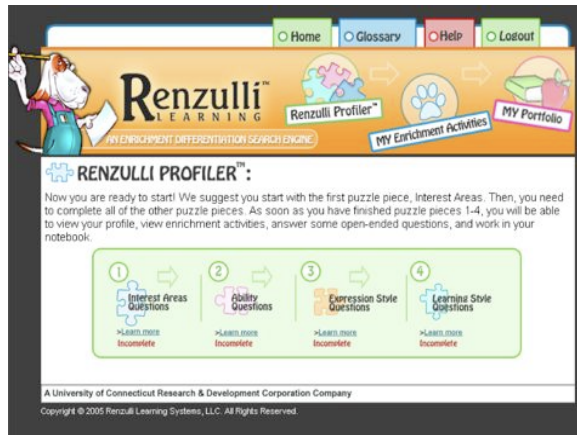 Home Glossary Help Logout
Renzulli™
LEARNING
AN ENRICHMENT DIFFERENTIATION SEARCH ENGINE
Renzulli Profiler™
MY Enrichment Activities
MY Portfolio
RENZULLI PROFILER™:
Now you are ready to start! We suggest you start with the first puzzle piece, Interest Areas. Then, you need
to complete all of the other puzzle pieces. As soon as you have finished puzzle pieces 1-4, you will be able
to view your profile, view enrichment activities, answer some open-ended questions, and work in your
notebook.
1 2 3 4
Interest Areas Ability Expression Style Learning Style
Questions Questions Questions Questions
>Learn more >Learn more >Learn more >Learn more
Incomplete Incomplete Incomplete Incomplete
A University of Connecticut Research & Development Corporation Company
Copyright © 2005 Renzulli Learning Systems, LLC. All Rights Reserved.